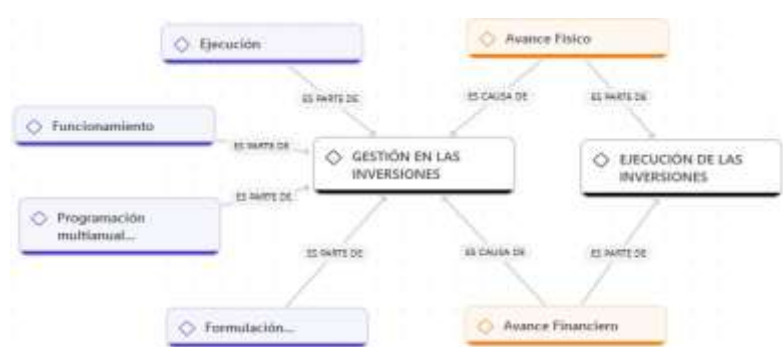 Ejecución
Avance Físico
ES PARTE DE
ES CAUSA DE
ES PARTE DE
Funcionamiento
ES PARTE DE
GESTIÓN EN LAS
INVERSIONES
EJECUCIÓN DE LAS
INVERSIONES
ES PARTE DE
Programación
multianual...
ES PARTE DE
ES CAUSA DE
ES PARTE DE
Formulación...
Avance Financiero